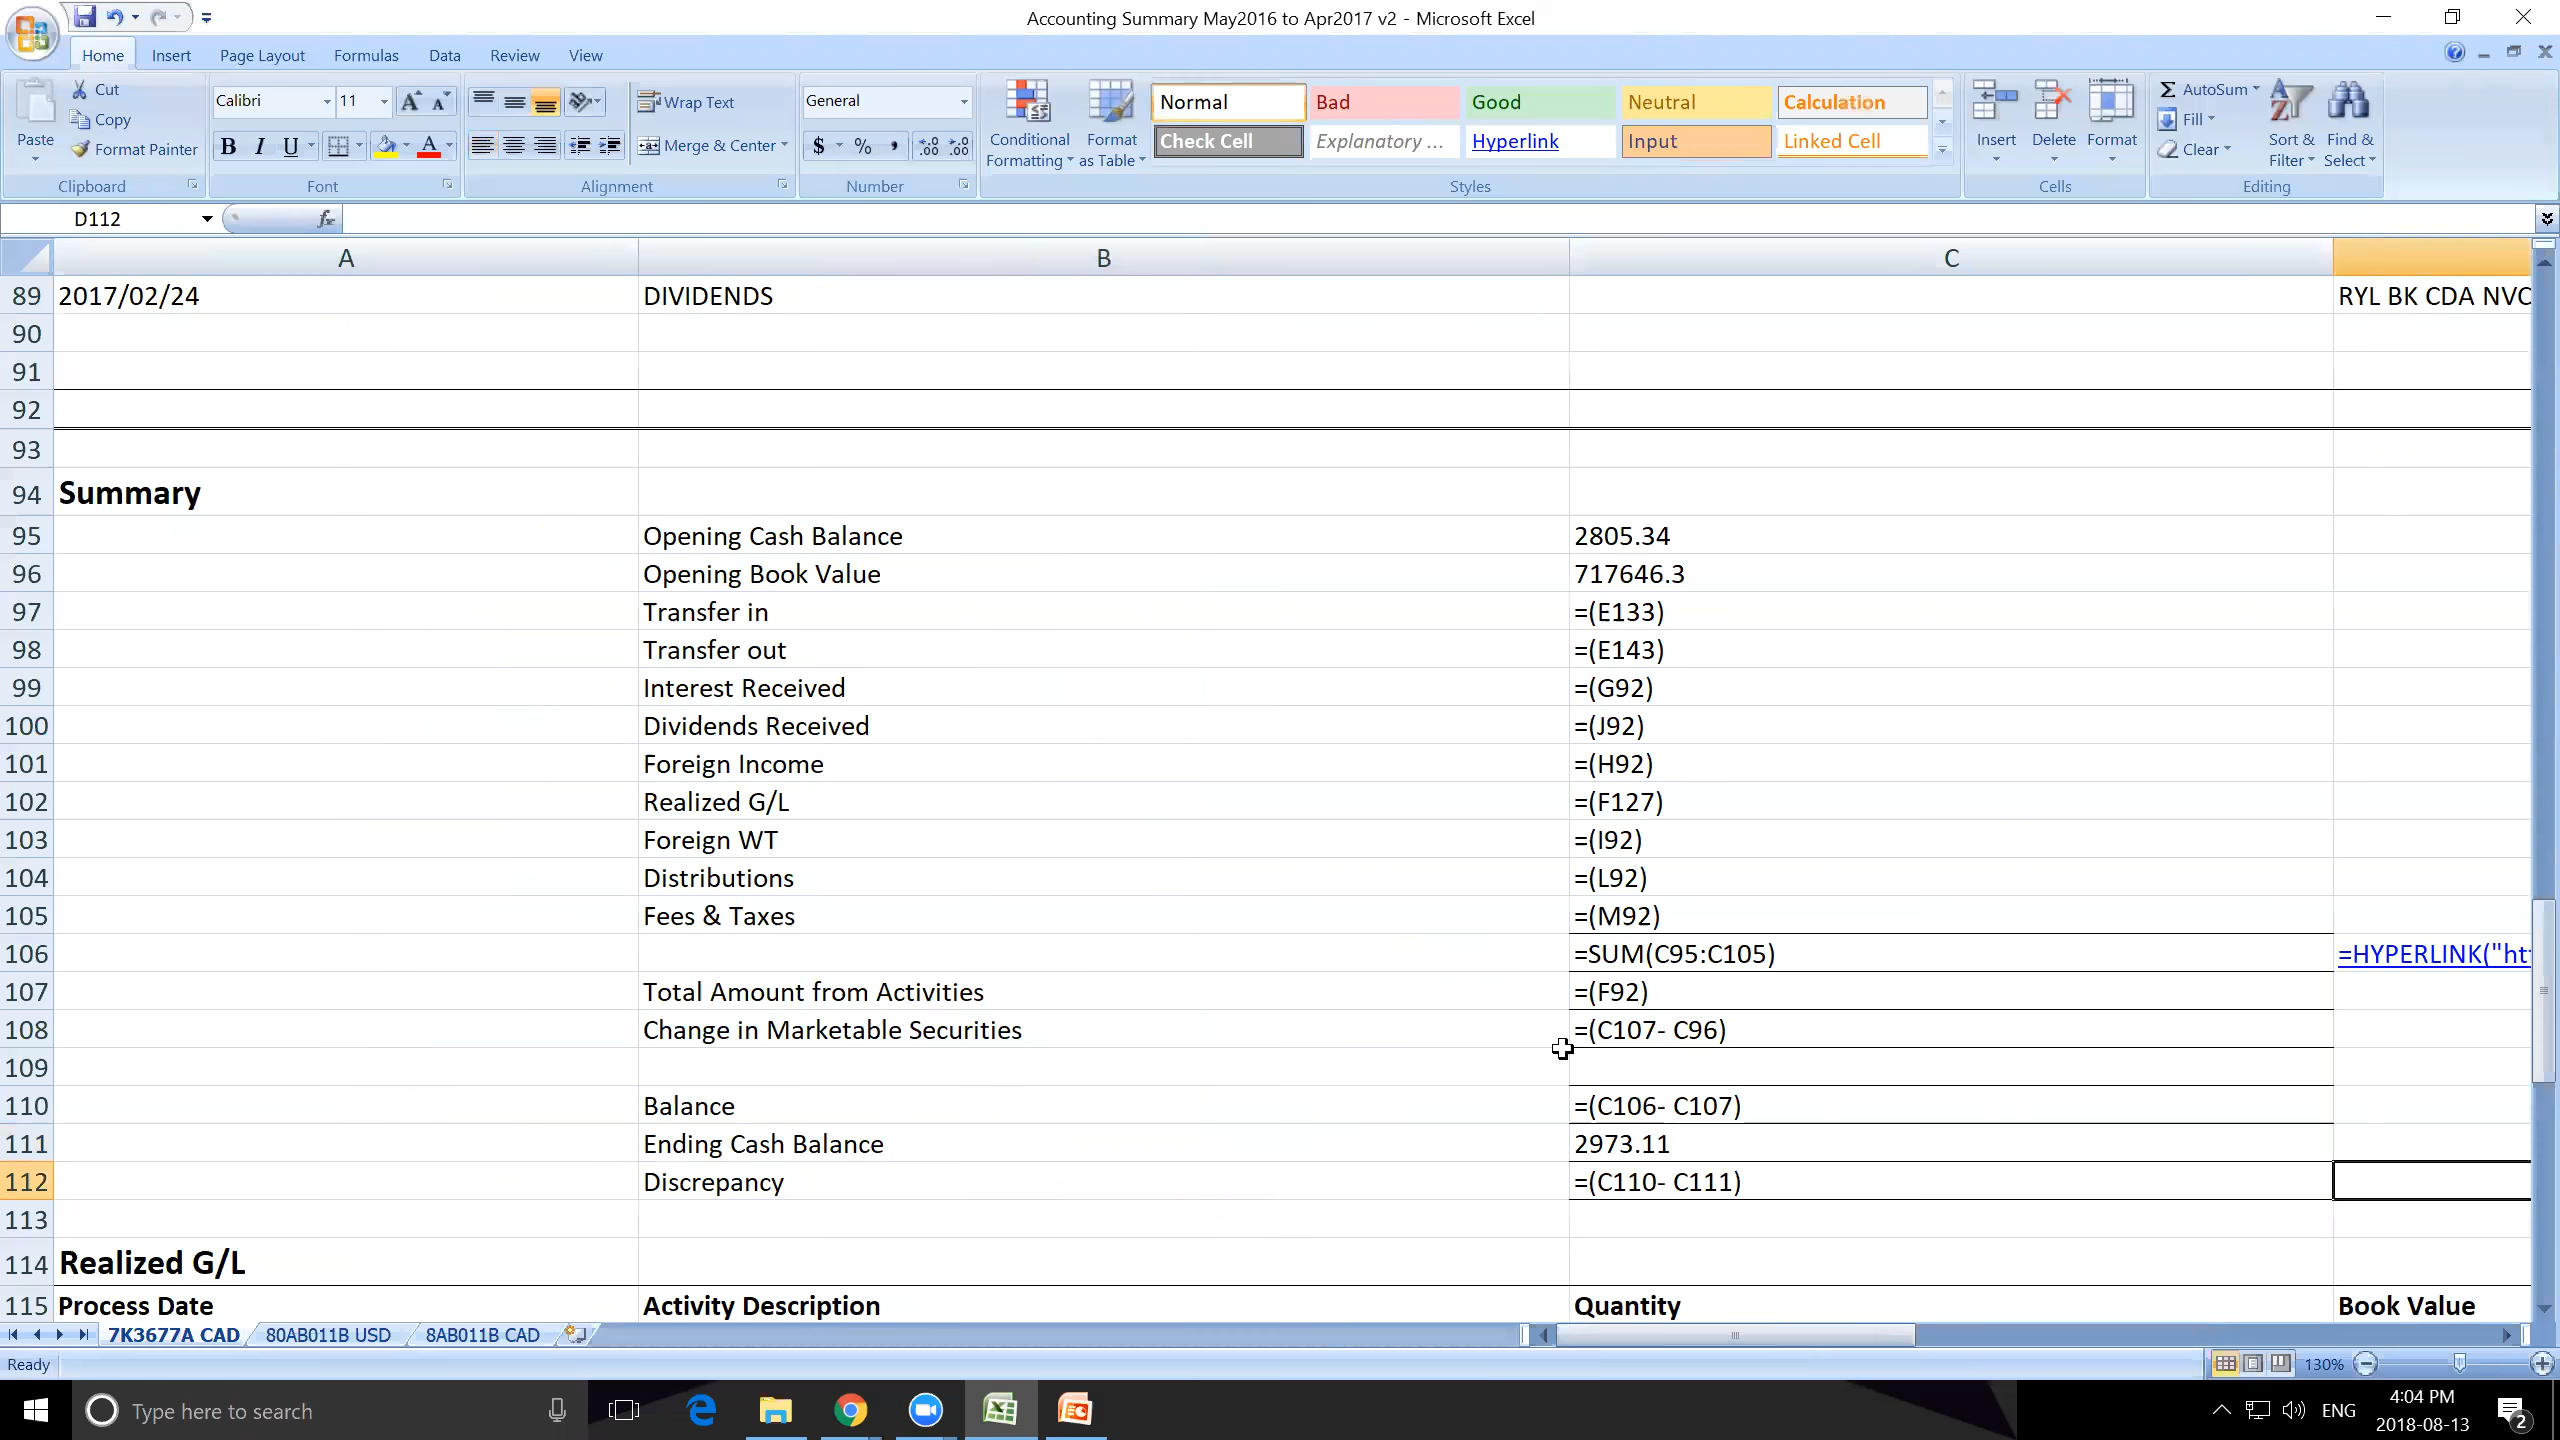 Accounting Summary May2016 to Apr2017 v2 - Microsoft Excel
Home Insert Page Layout Formulas Data Review View
Paste Cut Copy Format Painter Clipboard
Calibri 11 B I U A Font
Wrap Text Merge & Center Alignment
General $ % , Number
Conditional Formatting Format as Table
Normal Bad Good Neutral Calculation
Check Cell Explanatory ... Hyperlink Input Linked Cell
Styles
Insert Delete Format Cells
Σ AutoSum Fill Clear Sort & Filter Find & Select Editing
D112 fx
A B C
89 2017/02/24 DIVIDENDS RYL BK CDA NVC
90
91
92
93
94 Summary
95 Opening Cash Balance 2805.34
96 Opening Book Value 717646.3
97 Transfer in =(E133)
98 Transfer out =(E143)
99 Interest Received =(G92)
100 Dividends Received =(J92)
101 Foreign Income =(H92)
102 Realized G/L =(F127)
103 Foreign WT =(I92)
104 Distributions =(L92)
105 Fees & Taxes =(M92)
106 =SUM(C95:C105) =HYPERLINK("ht
107 Total Amount from Activities =(F92)
108 Change in Marketable Securities =(C107- C96)
109
110 Balance =(C106- C107)
111 Ending Cash Balance 2973.11
112 Discrepancy =(C110- C111)
113
114 Realized G/L
115 Process Date Activity Description Quantity Book Value
7K3677A CAD 80AB011B USD 8AB011B CAD
Ready 130%
Type here to search
ENG 4:04 PM
2018-08-13 2